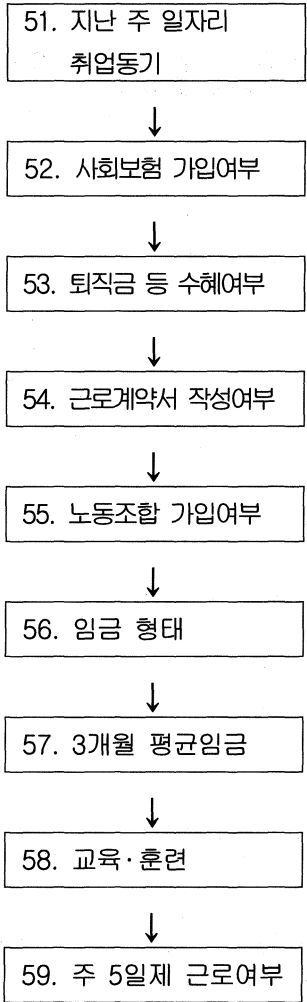 51. 지난 주 일자리
취업동기
52. 사회보험 가입여부
53. 퇴직금 등 수혜여부
54. 근로계약서 작성여부
55. 노동조합 가입여부
56. 임금 형태
57. 3개월 평균임금
58. 교육·훈련
59. 주 5일제 근로여부